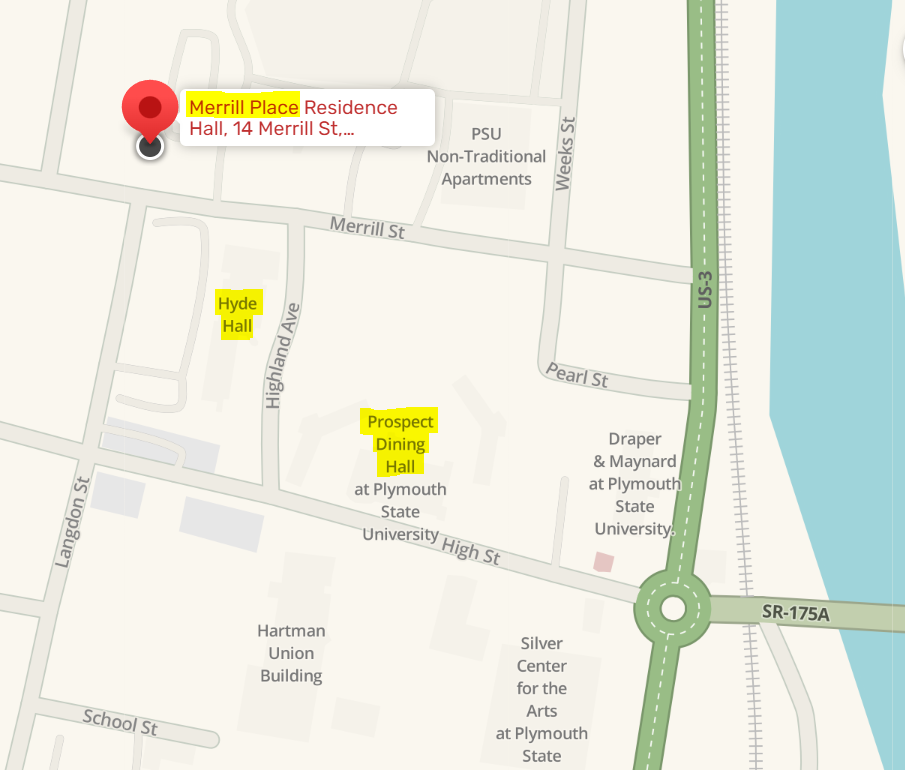 Merrill Place Residence
Hall, 14 Merrill St,...
PSU
Non-Traditional
Apartments
Weeks St
Merrill St
US-3
Hyde
Hall
Highland Ave
Pearl St
Prospect
Dining
Hall
at Plymouth
State
University
Draper
& Maynard
at Plymouth
State
University
Langdon St
High St
SR-175A
Hartman
Union
Building
Silver
Center
for the
Arts
at Plymouth
State
School St